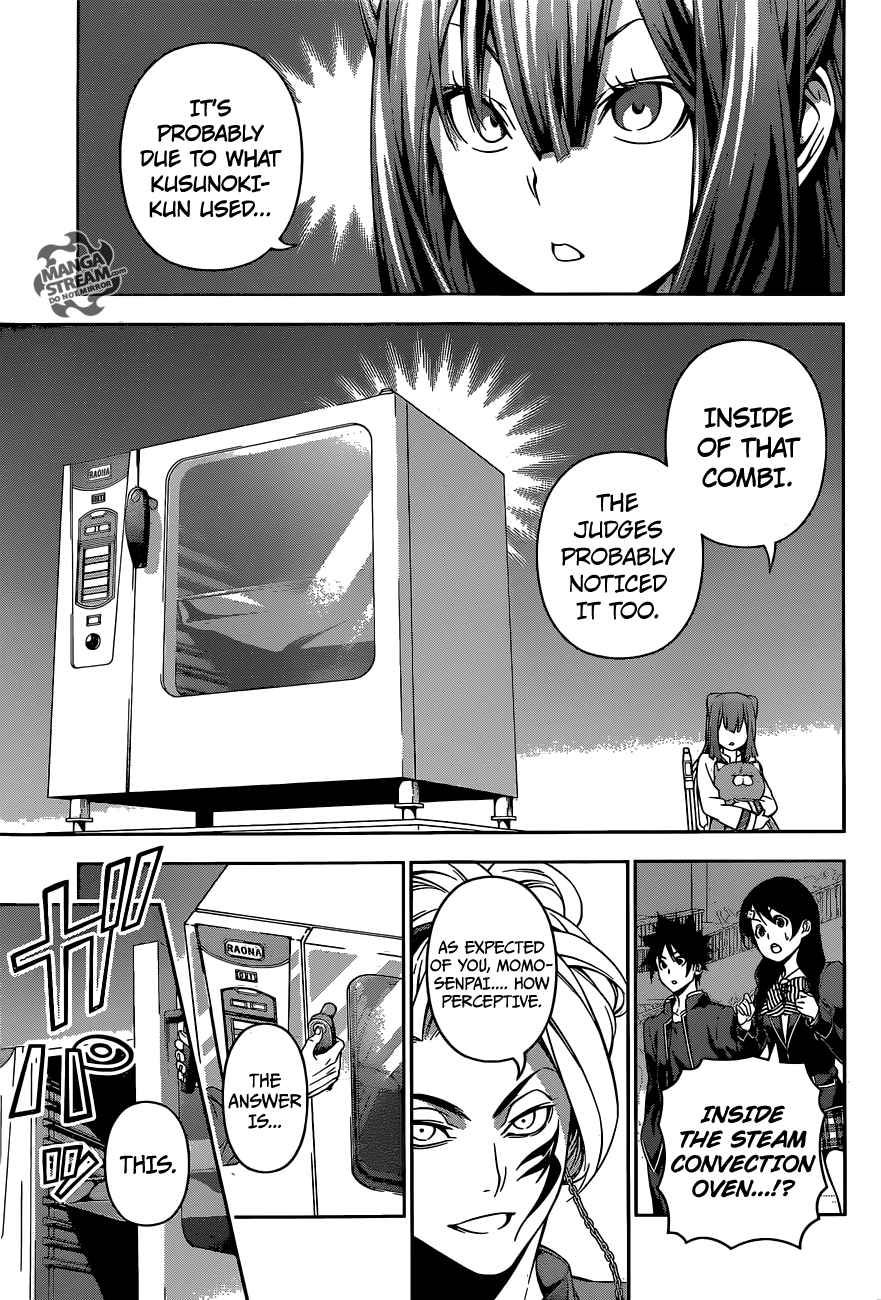 IT'S
PROBABLY
DUE TO WHAT
KUSUNOKI-
KUN USED...
MANGA
STREAM.com
DO NOT MIRROR
INSIDE
OF THAT
COMBI.
THE
JUDGES
PROBABLY
NOTICED
IT TOO.
RAONA
INSIDE
THE STEAM
CONVECTION
OVEN...!?
AS EXPECTED
OF YOU, MOMO-
SENPAI.... HOW
PERCEPTIVE.
RAONA
THE
ANSWER
IS...
THIS.
ガパッ